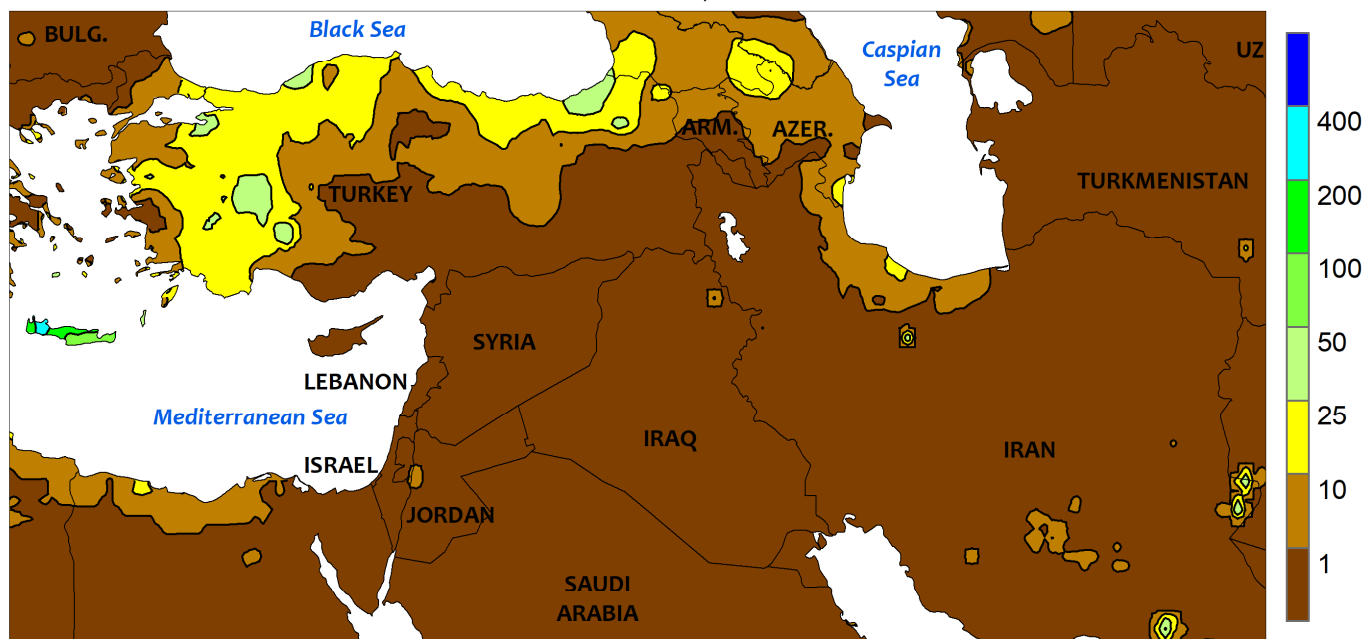 Black Sea
BULG.
Caspian
Sea
UZ
400
ARM.
AZER.
TURKMENISTAN
TURKEY
200
100
SYRIA
50
LEBANON
Mediterranean Sea
25
IRAQ
IRAN
ISRAEL
10
JORDAN
1
SAUDI
ARABIA